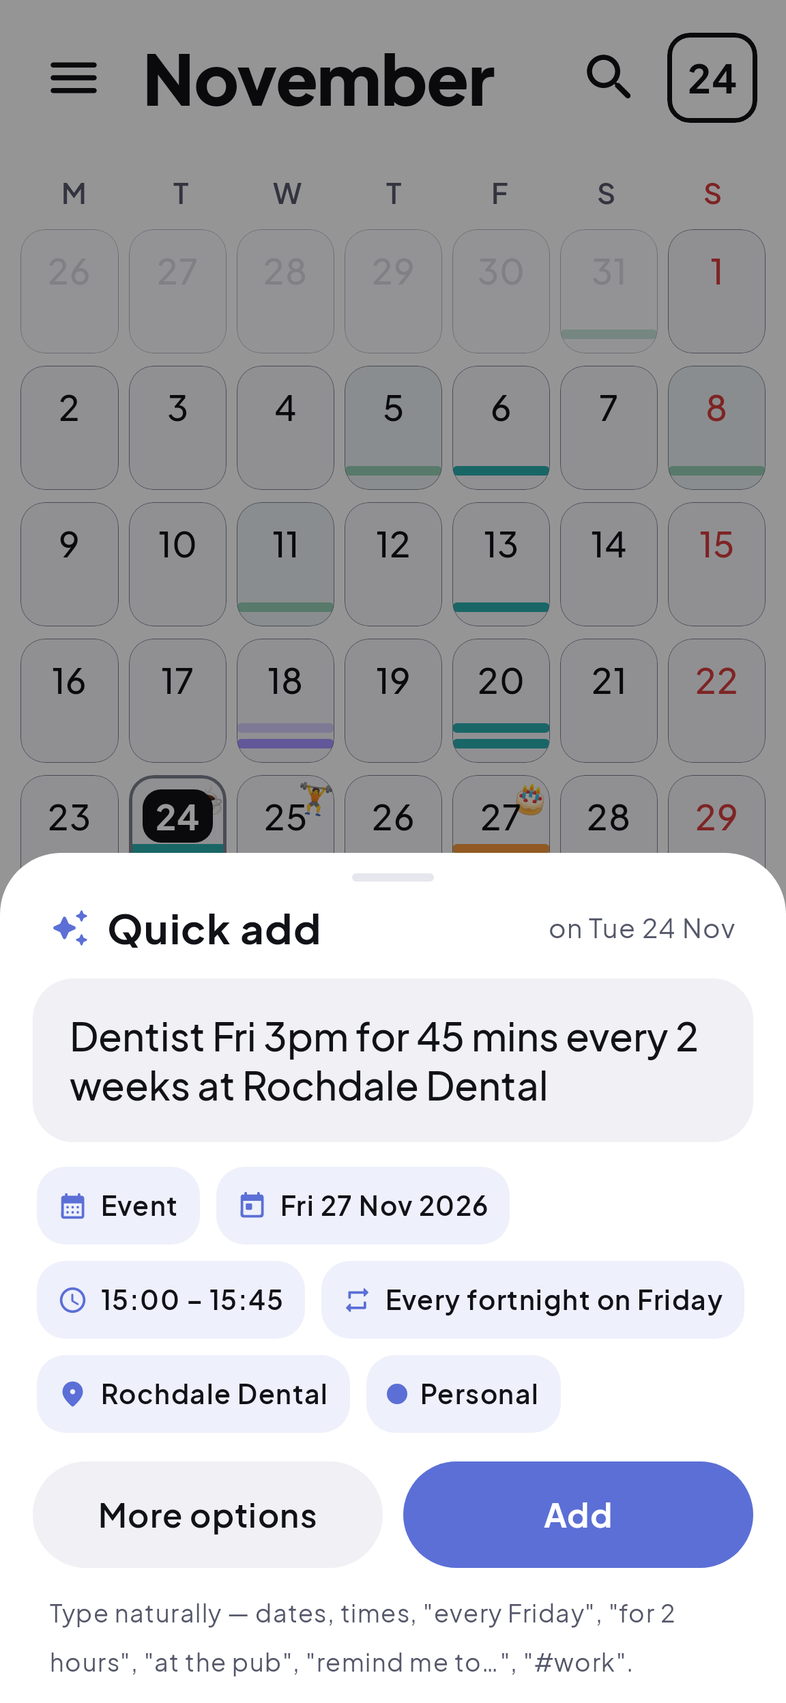 November 24
M T W T F S S
26 27 28 29 30 31 1
2 3 4 5 6 7 8
9 10 11 12 13 14 15
16 17 18 19 20 21 22
23 24 25 26 27 28 29
Quick add on Tue 24 Nov
Dentist Fri 3pm for 45 mins every 2
weeks at Rochdale Dental
Event Fri 27 Nov 2026
15:00 – 15:45 Every fortnight on Friday
Rochdale Dental Personal
More options Add
Type naturally — dates, times, "every Friday", "for 2
hours", "at the pub", "remind me to…", "#work".